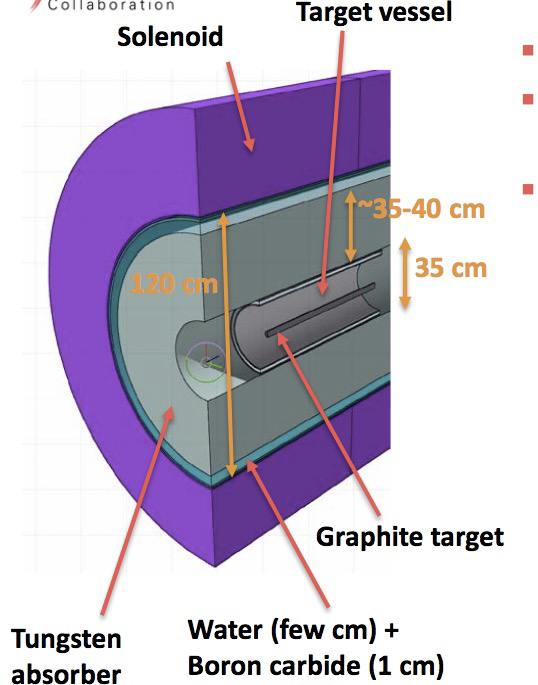 Collaboration
Target vessel
Solenoid
~35-40 cm
35 cm
120 cm
Graphite target
Tungsten
absorber
Water (few cm) +
Boron carbide (1 cm)